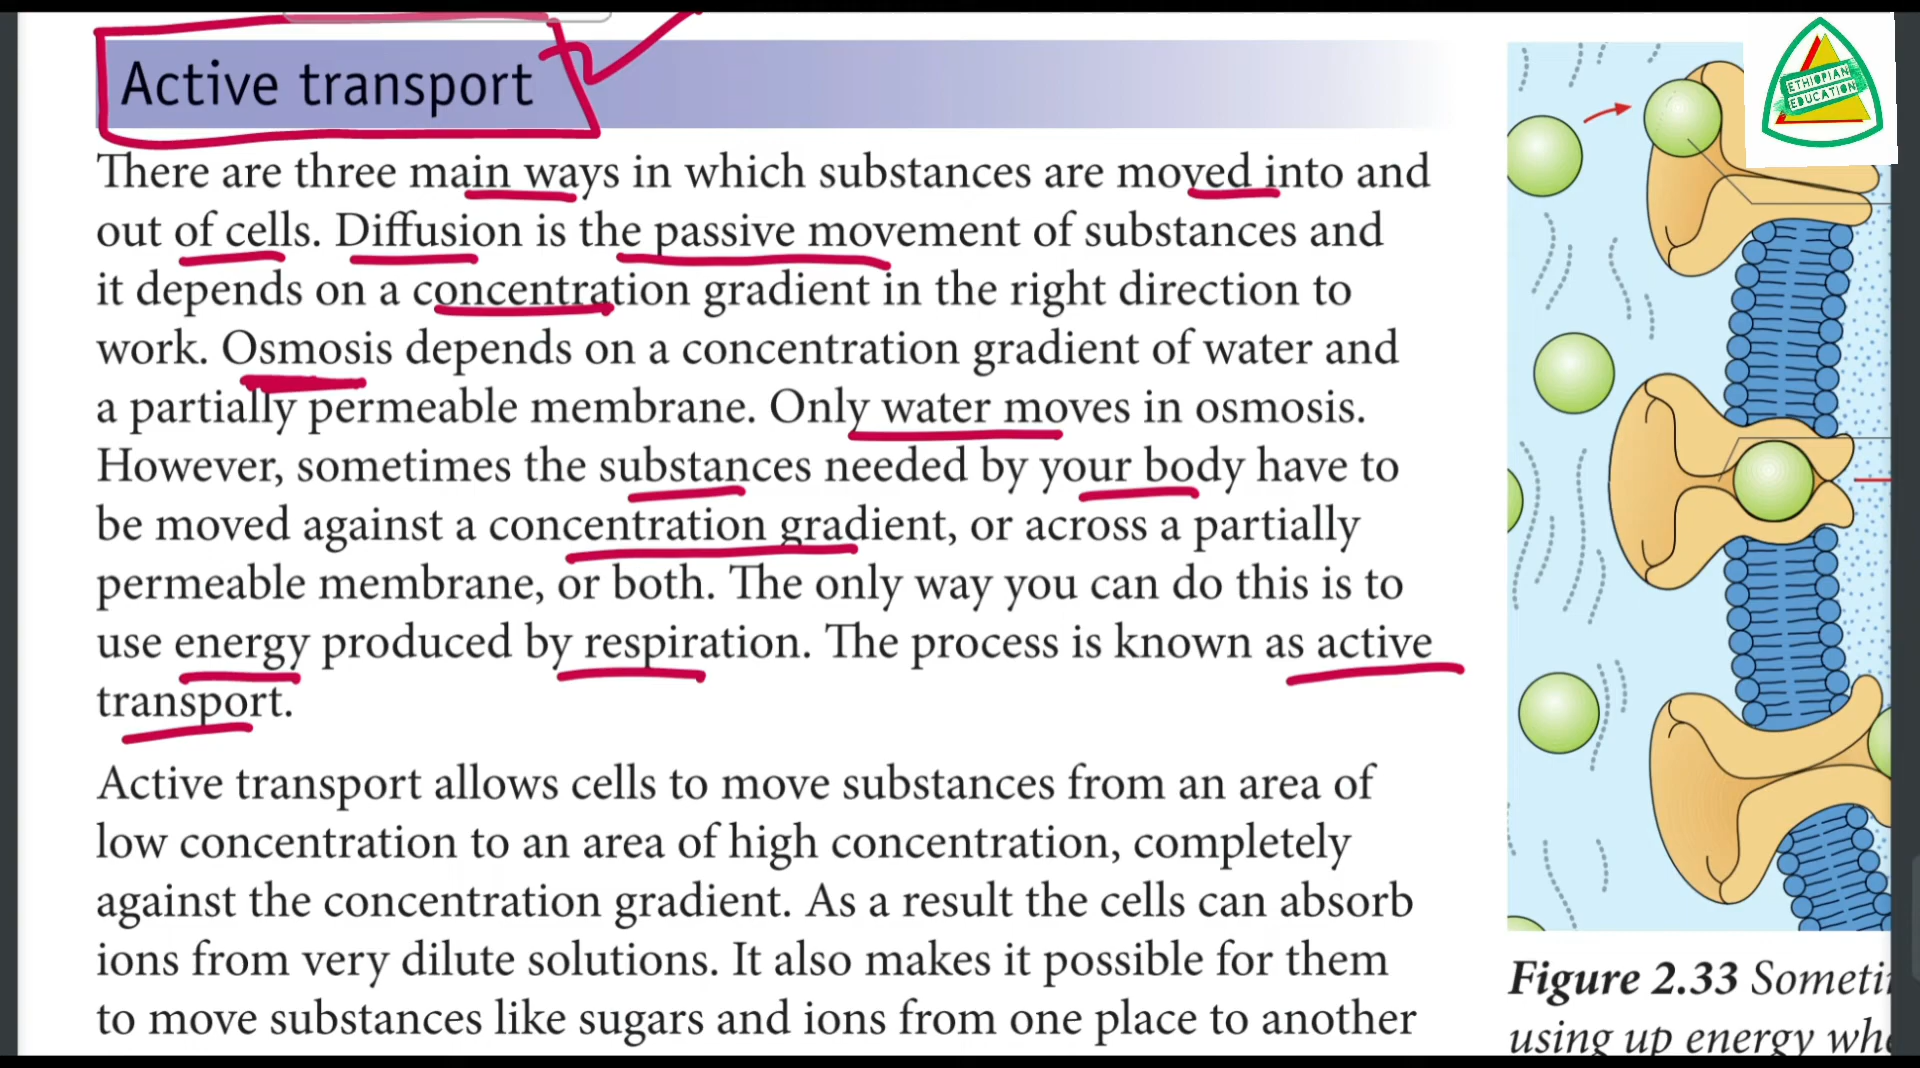 Active transport
There are three main ways in which substances are moved into and
out of cells. Diffusion is the passive movement of substances and
it depends on a concentration gradient in the right direction to
work. Osmosis depends on a concentration gradient of water and
a partially permeable membrane. Only water moves in osmosis.
However, sometimes the substances needed by your body have to
be moved against a concentration gradient, or across a partially
permeable membrane, or both. The only way you can do this is to
use energy produced by respiration. The process is known as active
transport.
Active transport allows cells to move substances from an area of
low concentration to an area of high concentration, completely
against the concentration gradient. As a result the cells can absorb
ions from very dilute solutions. It also makes it possible for them
to move substances like sugars and ions from one place to another
ETHIOPIAN
EDUCATION
Figure 2.33
using up energy